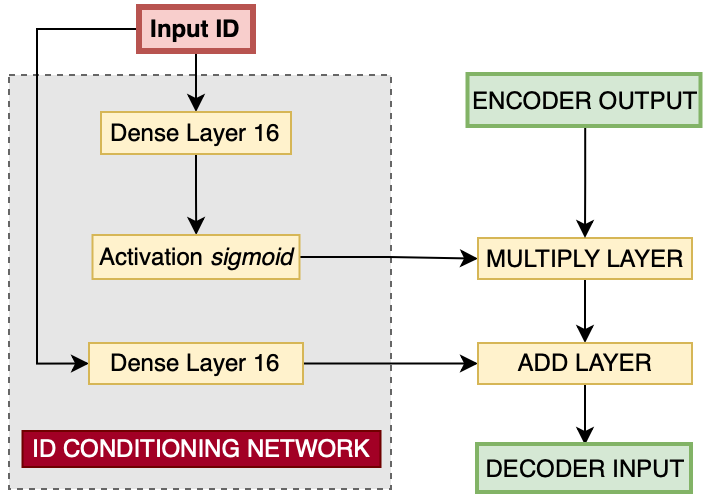 Input ID
ENCODER OUTPUT
Dense Layer 16
Activation sigmoid
MULTIPLY LAYER
Dense Layer 16
ADD LAYER
ID CONDITIONING NETWORK
DECODER INPUT